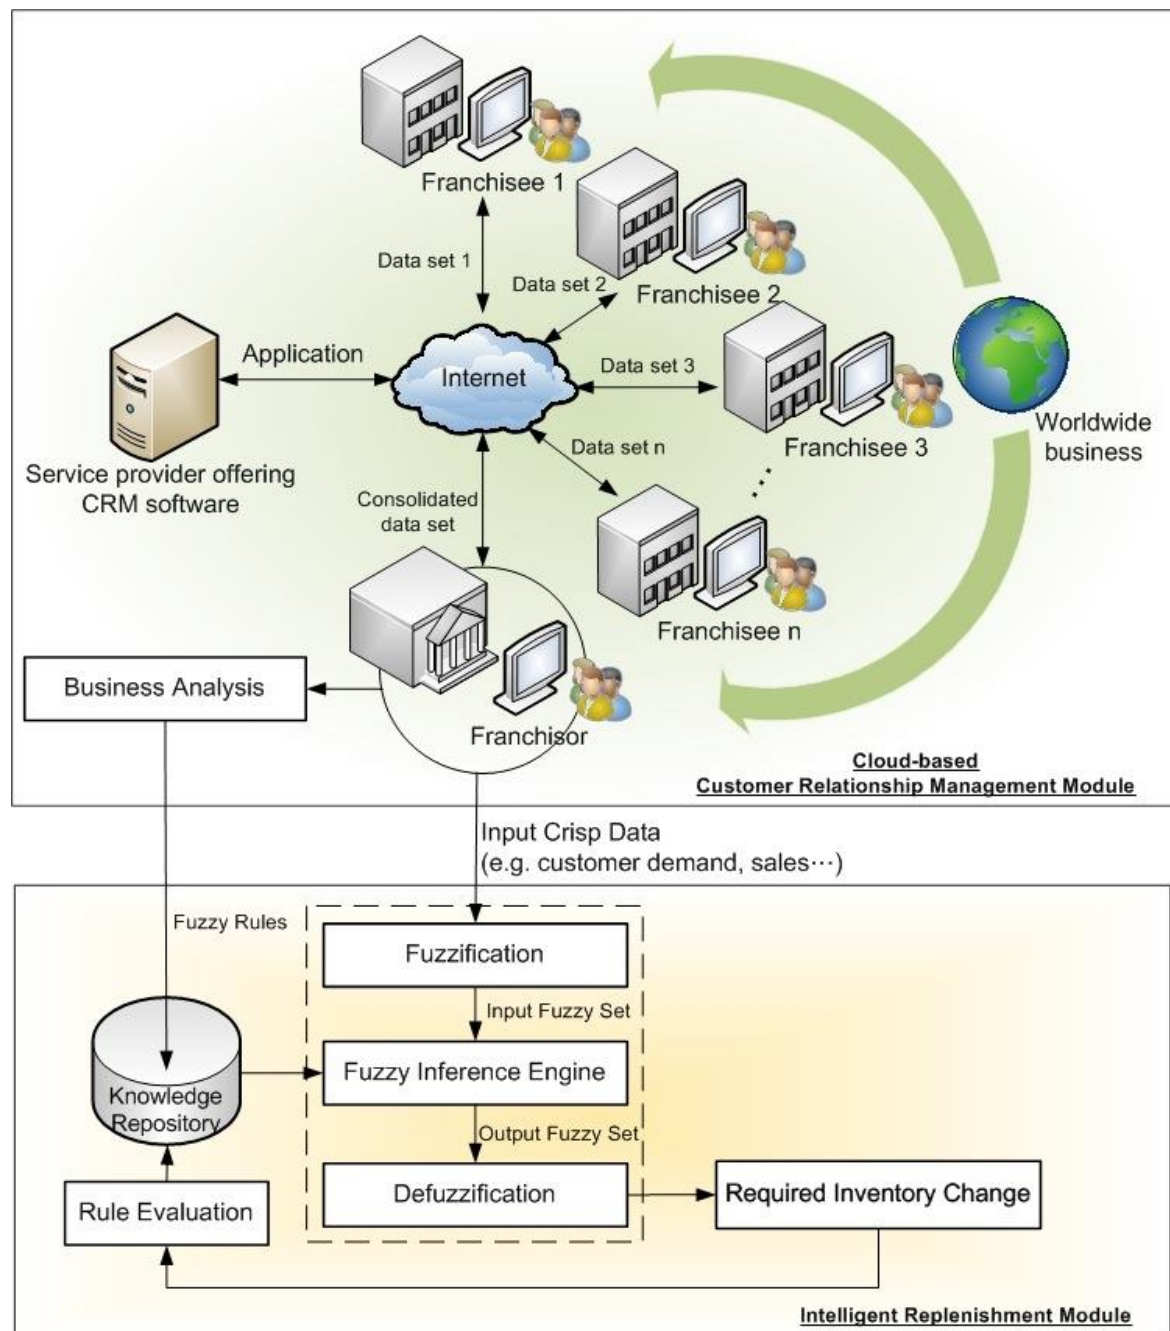 Franchisee 1
Data set 1
Data set 2
Franchisee 2
Application
Internet
Data set 3
Franchisee 3
Worldwide
business
Service provider offering
CRM software
Data set n
Consolidated
data set
Franchisee n
Business Analysis
Franchisor
Cloud-based
Customer Relationship Management Module
Input Crisp Data
(e.g. customer demand, sales···)
Fuzzy Rules
Fuzzification
Input Fuzzy Set
Fuzzy Inference Engine
Knowledge
Repository
Output Fuzzy Set
Defuzzification
Required Inventory Change
Rule Evaluation
Intelligent Replenishment Module